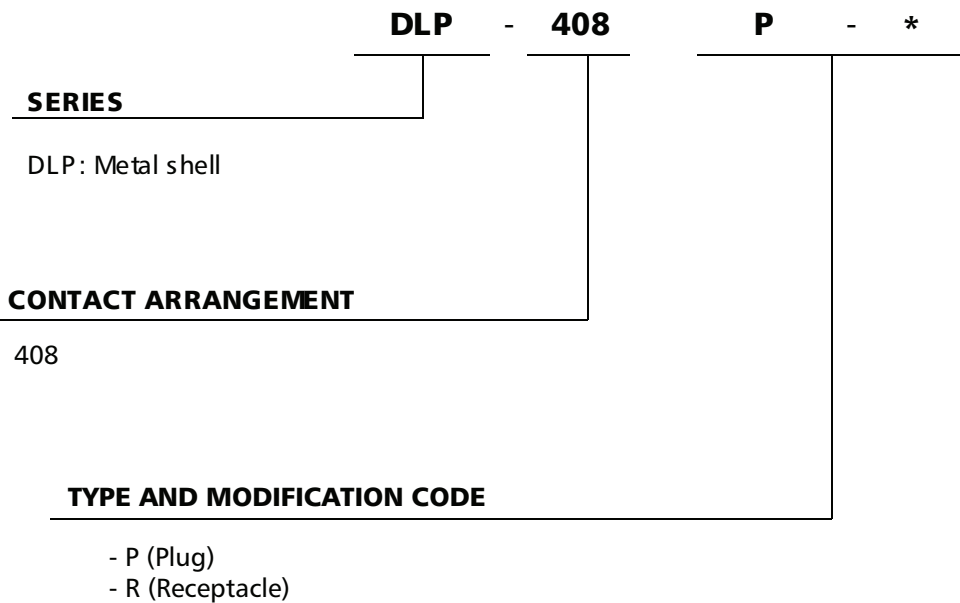 DLP - 408 P - *
SERIES
DLP: Metal shell
CONTACT ARRANGEMENT
408
TYPE AND MODIFICATION CODE
- P (Plug)
- R (Receptacle)